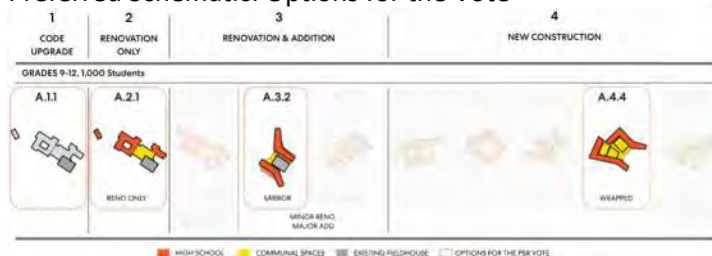 Preferred Schematic: Options for the Vote
1 2 3 4
CODE UPGRADE RENOVATION ONLY RENOVATION & ADDITION NEW CONSTRUCTION
GRADES 9-12, 1,000 Students
A.1.1 A.2.1 A.3.2 A.4.4
RENO ONLY MIRROR WRAPPED
MINOR RENO,
MAJOR ADD
HIGH SCHOOL COMMUNAL SPACES EXISTING FIELDHOUSE OPTIONS FOR THE PSR VOTE